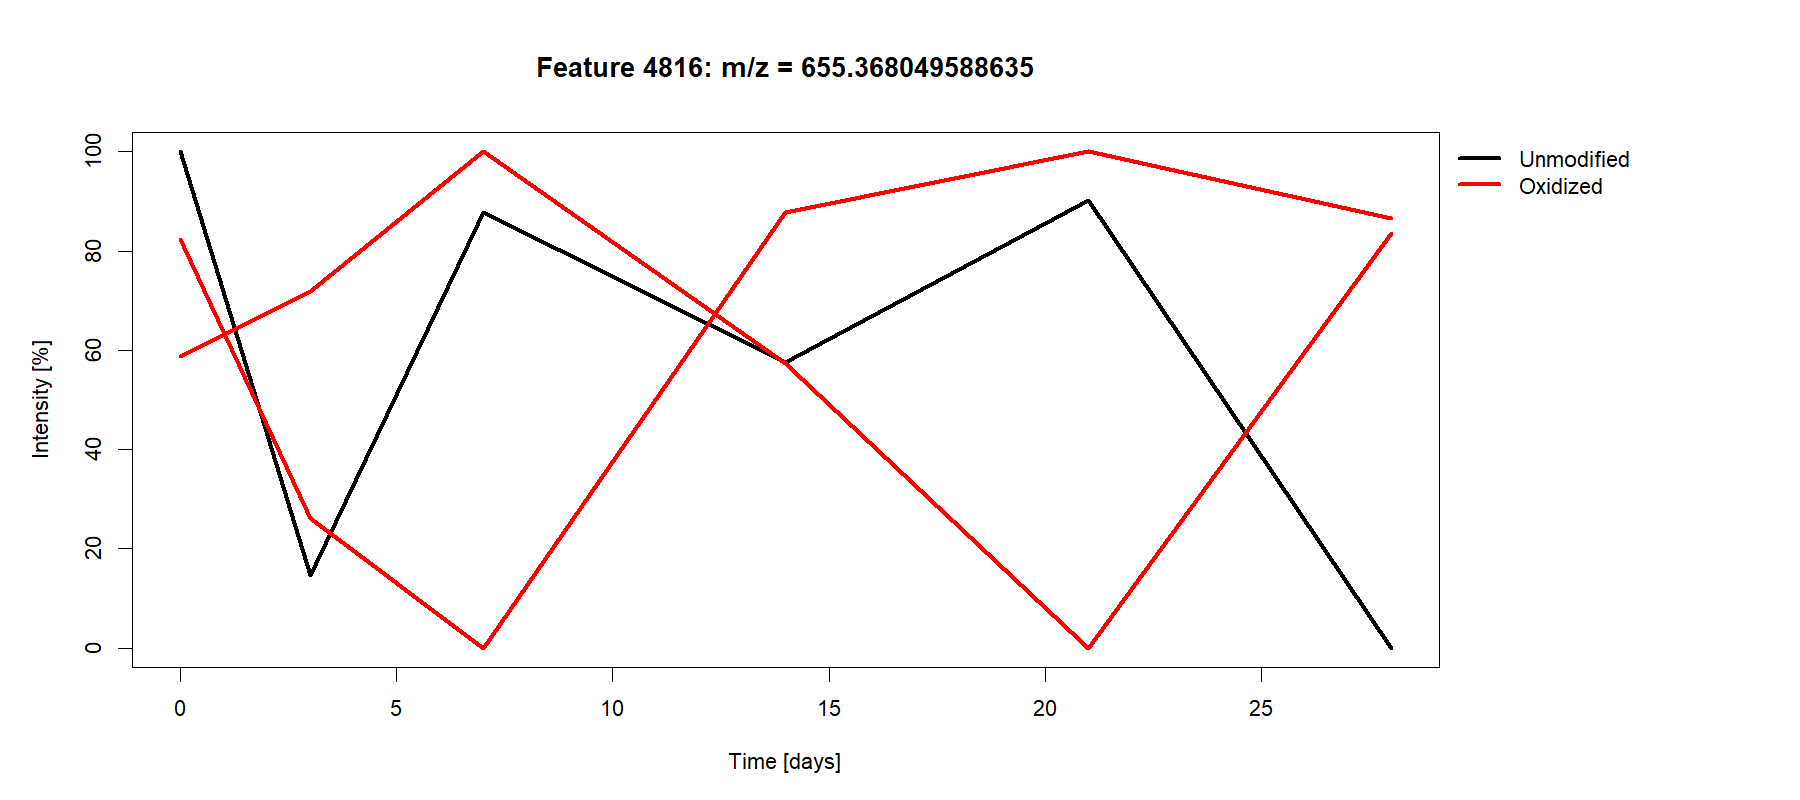 Feature 4816: m/z = 655.368049588635
Unmodified
Oxidized
Intensity [%]
100
80
60
40
20
0
0 5 10 15 20 25
Time [days]